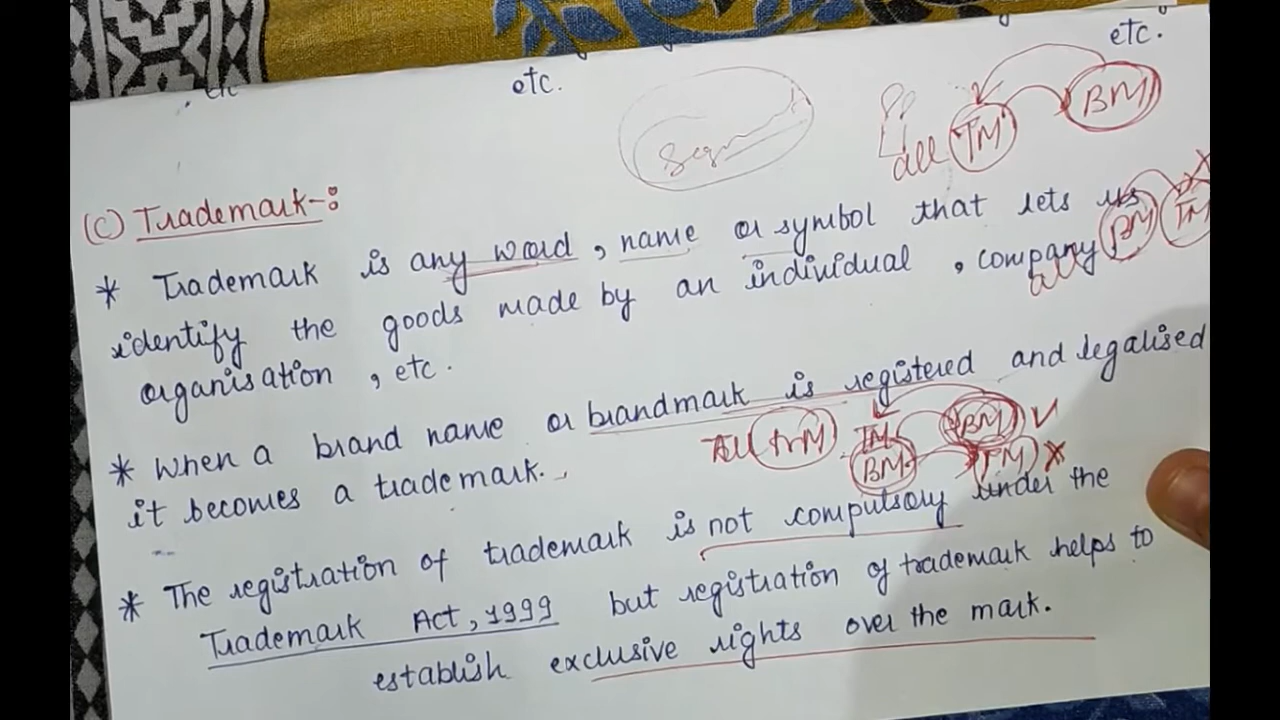 etc
etc.
etc.
all TM BM
(C) Trademark-:
* Trademark is any word, name or symbol that lets us
BM TM
identify the goods made by an individual, company,
all
organisation, etc.
* When a brand name or brandmark is registered and legalised
TM BM
BM TM
it becomes a trademark.
* The registration of trademark is not compulsory under the
Trademark Act, 1999 but registration of trademark helps to
establish exclusive rights over the mark.